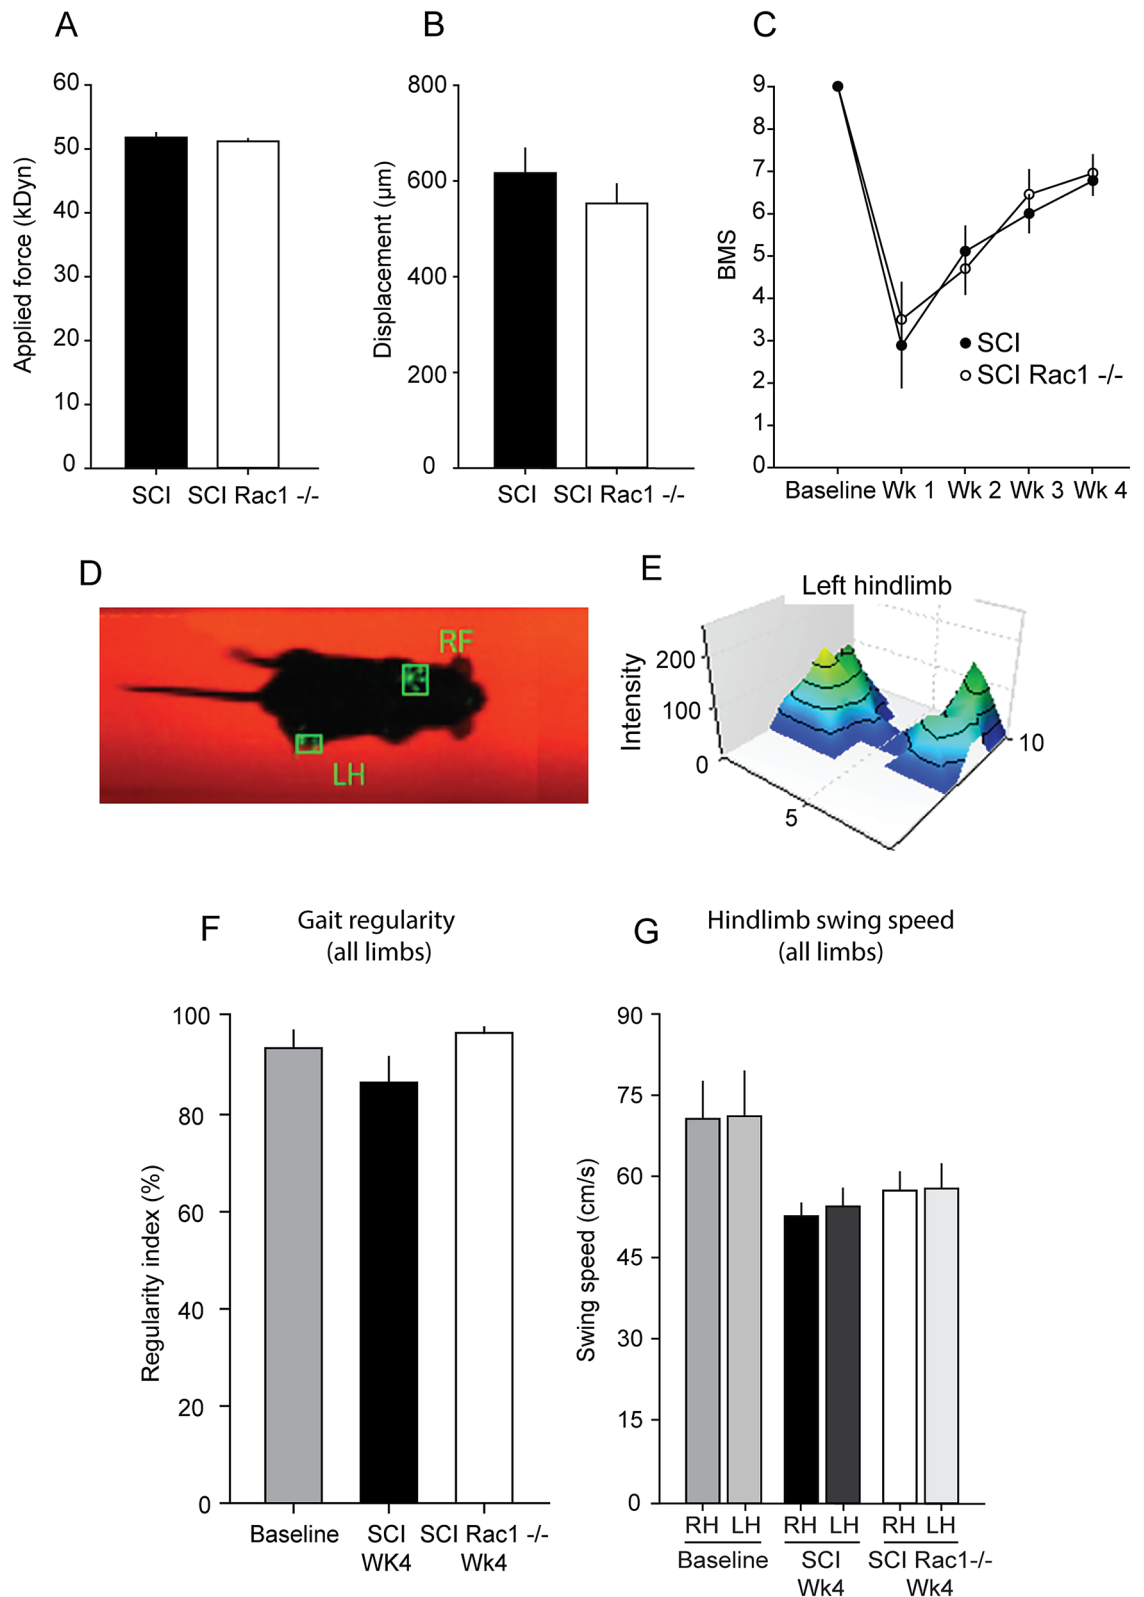 A
B
C
60
50
40
30
20
10
0
Applied force (kDyn)
SCI SCI Rac1 -/-
800
600
400
200
0
Displacement (µm)
SCI SCI Rac1 -/-
9
8
7
6
5
4
3
2
1
0
BMS
SCI
SCI Rac1 -/-
Baseline Wk 1 Wk 2 Wk 3 Wk 4
D
RF
LH
E
Left hindlimb
Intensity
200
100
0
5
10
F
Gait regularity
(all limbs)
100
80
60
40
20
0
Regularity index (%)
Baseline SCI SCI Rac1 -/-
WK4 Wk4
G
Hindlimb swing speed
(all limbs)
90
75
60
45
30
15
0
Swing speed (cm/s)
RH LH RH LH RH LH
Baseline SCI SCI Rac1-/-
Wk4 Wk4